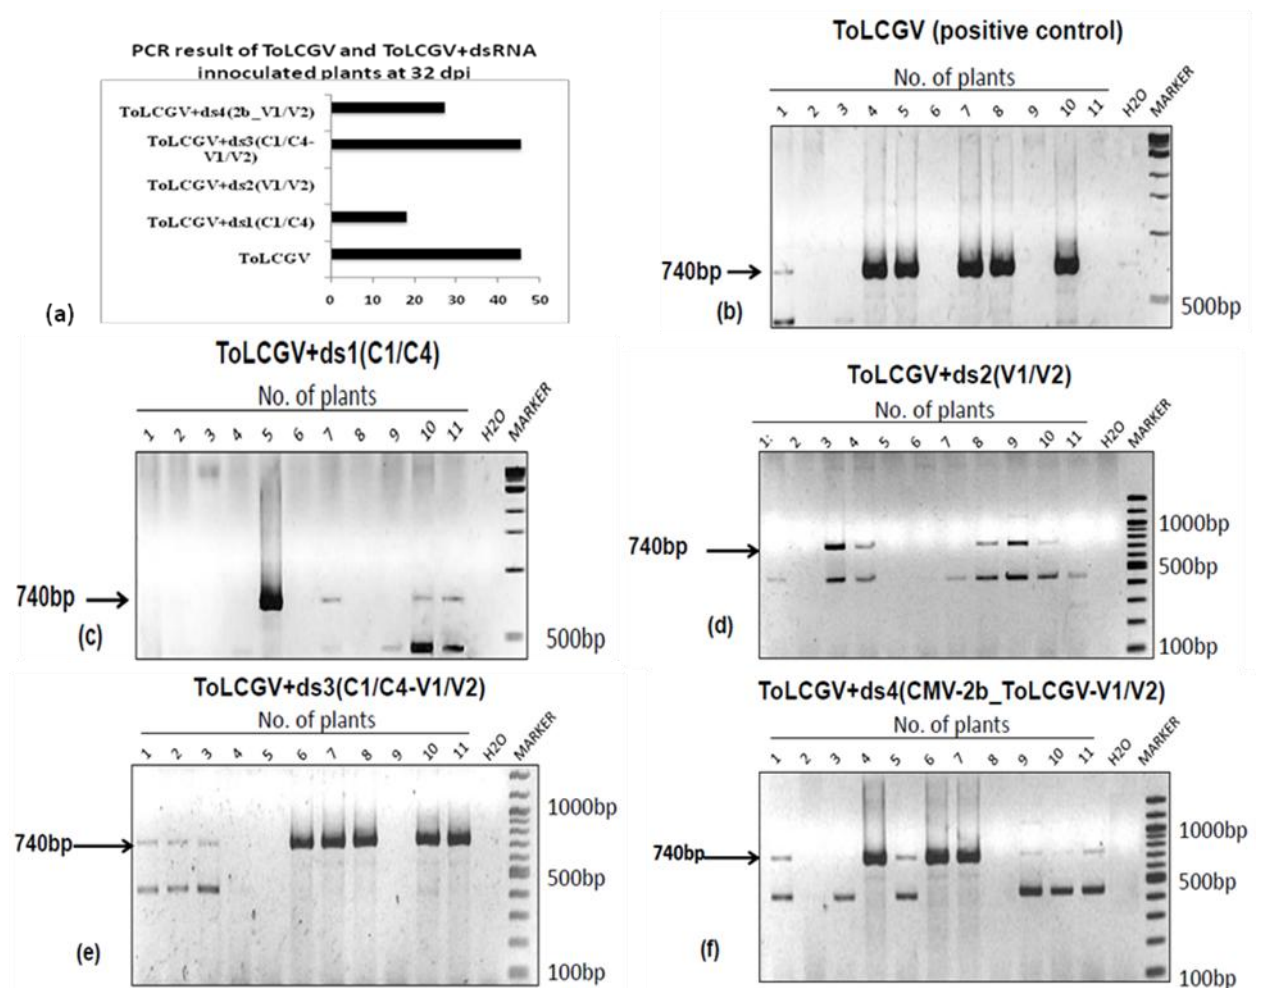 PCR result of ToLCGV and ToLCGV+dsRNA
innoculated plants at 32 dpi
ToLCGV+ds4(2b_V1/V2)
ToLCGV+ds3(C1/C4-
V1/V2)
ToLCGV+ds2(V1/V2)
ToLCGV+ds1(C1/C4)
ToLCGV
0 10 20 30 40 50
(a)
ToLCGV (positive control)
No. of plants
1 2 3 4 5 6 7 8 9 10 11 H2O MARKER
740bp
500bp
(b)
ToLCGV+ds1(C1/C4)
No. of plants
1 2 3 4 5 6 7 8 9 10 11 H2O MARKER
740bp
500bp
(c)
ToLCGV+ds2(V1/V2)
No. of plants
1: 2 3 4 5 6 7 8 9 10 11 H2O MARKER
1000bp
740bp
500bp
(d)
100bp
ToLCGV+ds3(C1/C4-V1/V2)
No. of plants
1 2 3 4 5 6 7 8 9 10 11 H2O MARKER
1000bp
740bp
500bp
(e)
100bp
ToLCGV+ds4(CMV-2b_ToLCGV-V1/V2)
No. of plants
1 2 3 4 5 6 7 8 9 10 11 H2O MARKER
1000bp
740bp
500bp
(f)
100bp